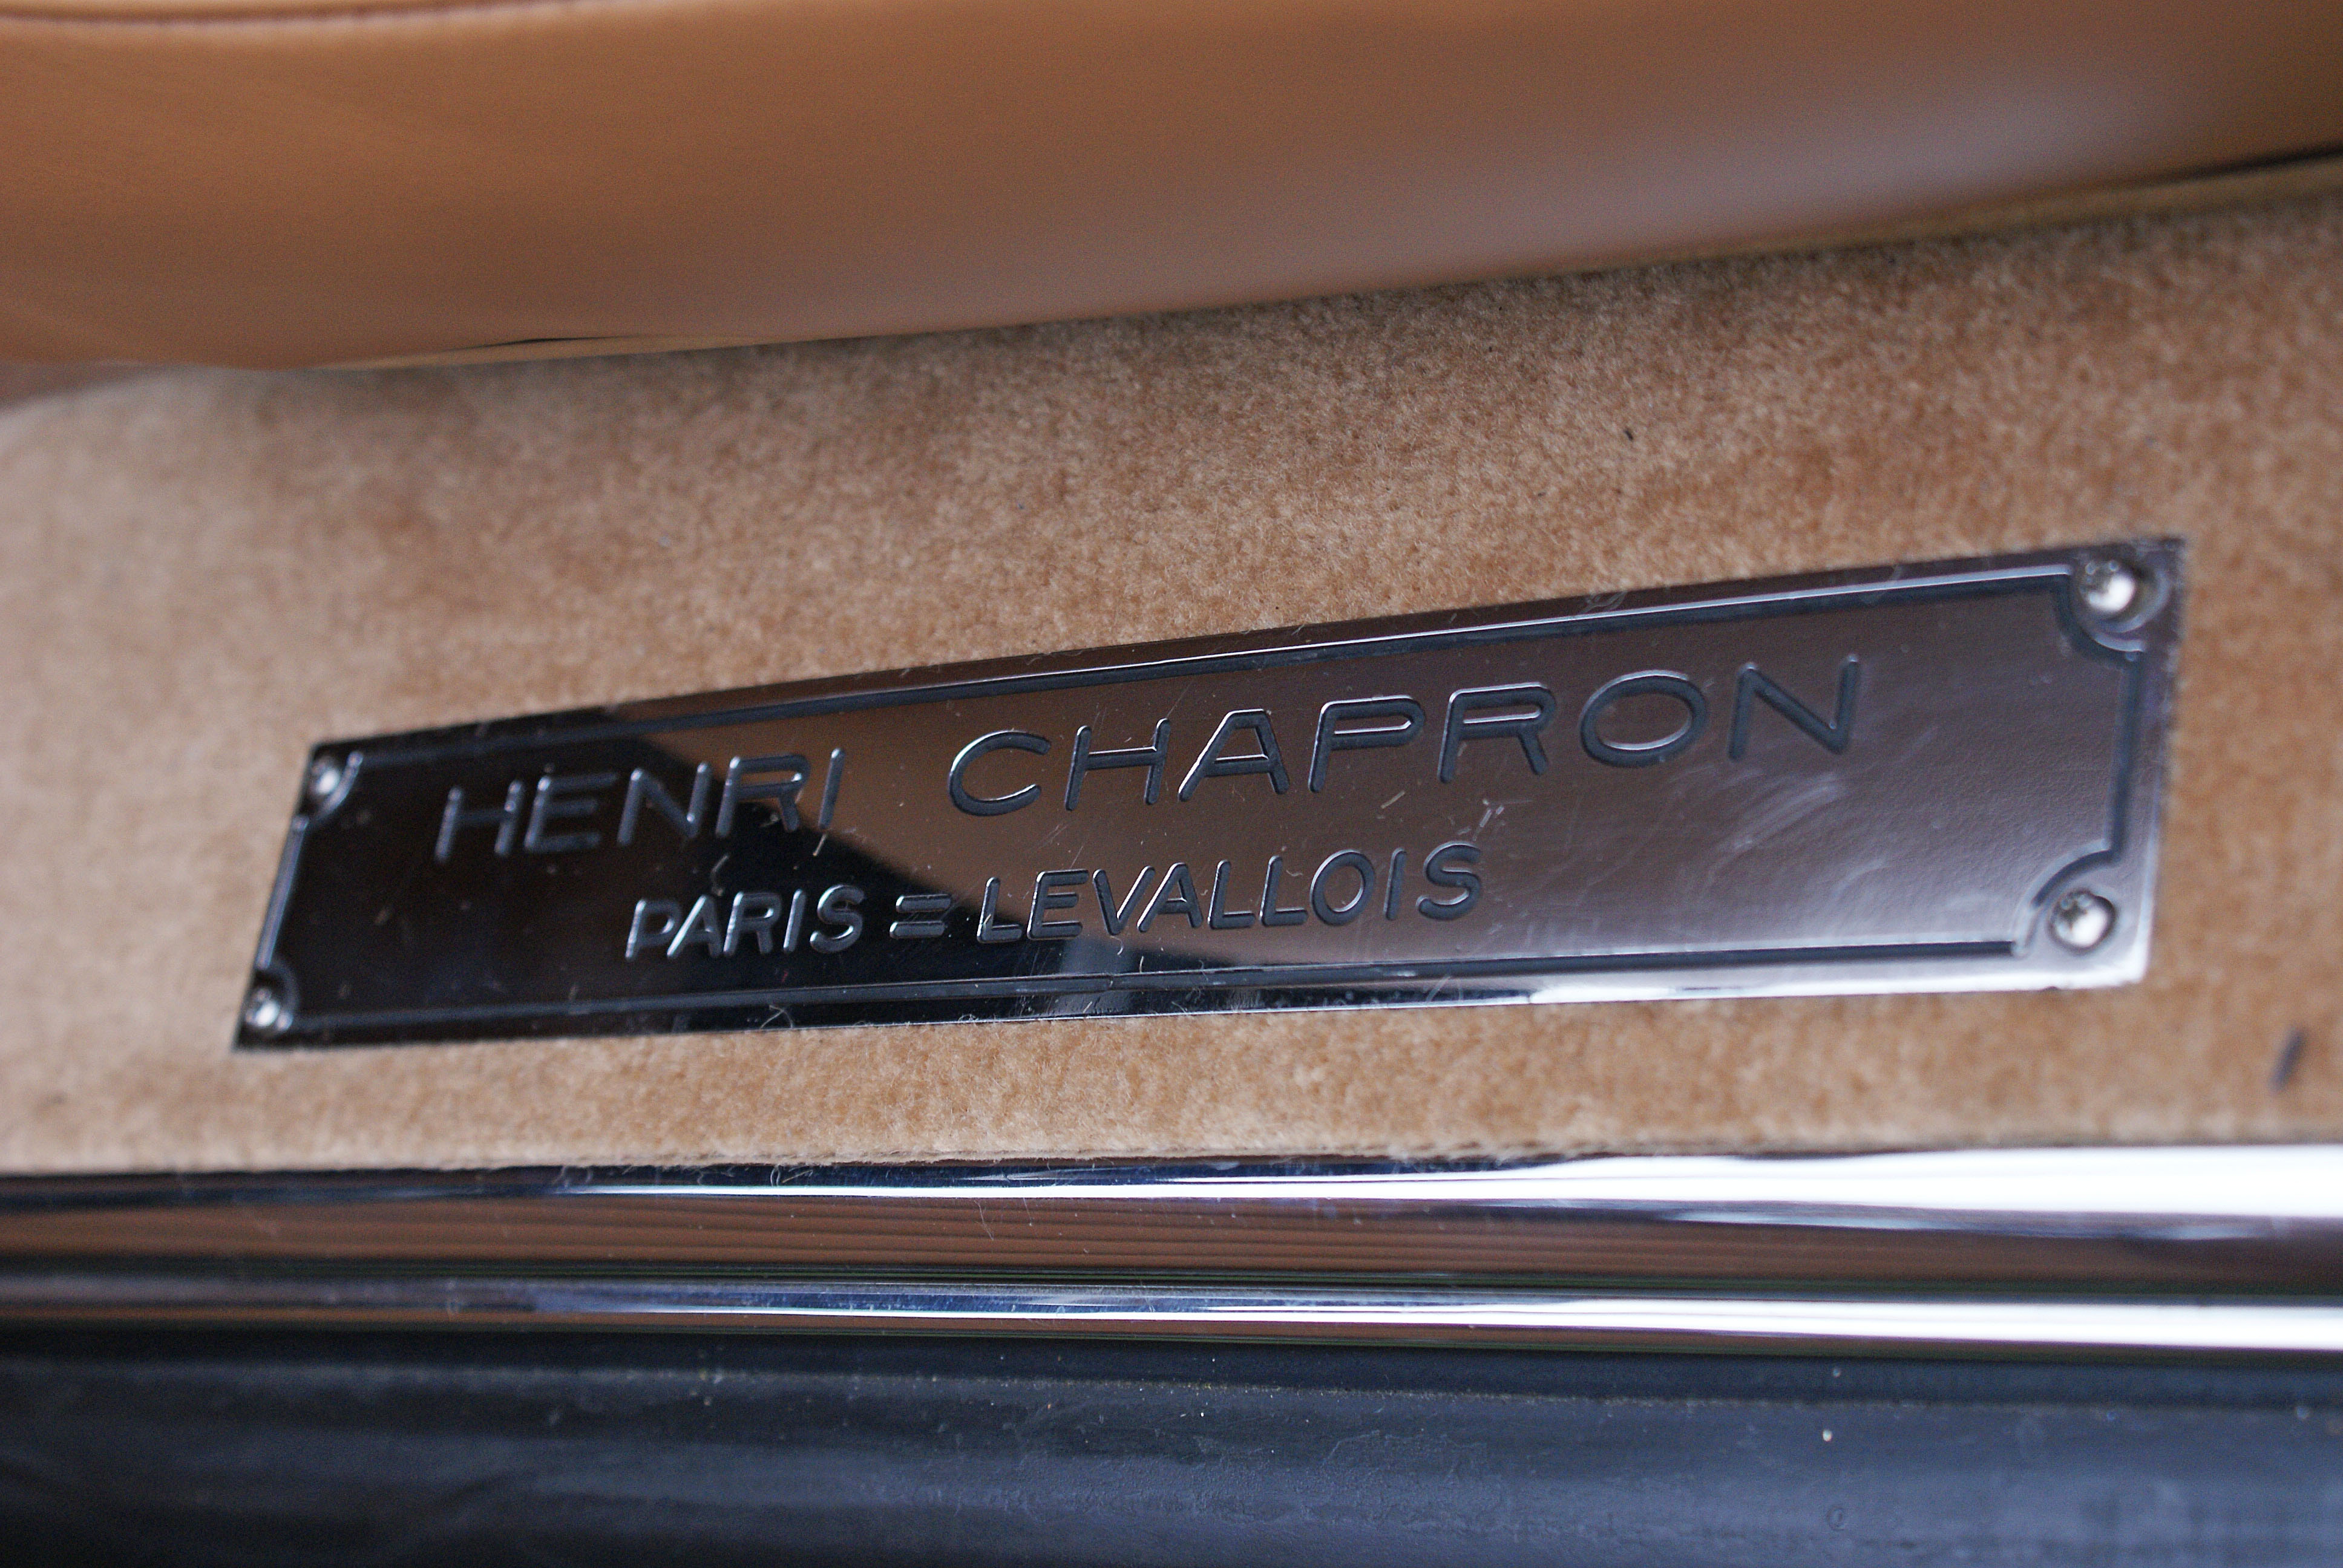 HENRI CHAPRON
PARIS = LEVALLOIS